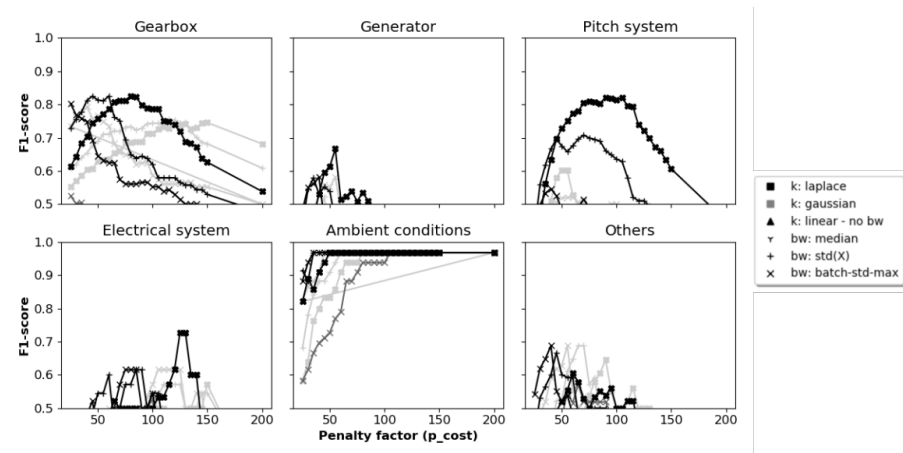 Gearbox
Generator
Pitch system
1.0
0.9
0.8
0.7
0.6
0.5
F1-score
k: laplace
k: gaussian
k: linear - no bw
bw: median
bw: std(X)
bw: batch-std-max
Electrical system
Ambient conditions
Others
1.0
0.9
0.8
0.7
0.6
0.5
F1-score
50 100 150 200
50 100 150 200
50 100 150 200
Penalty factor (p_cost)